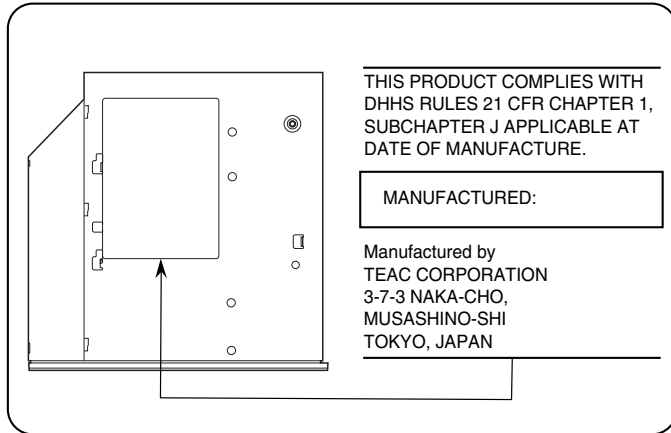 THIS PRODUCT COMPLIES WITH
DHHS RULES 21 CFR CHAPTER 1,
SUBCHAPTER J APPLICABLE AT
DATE OF MANUFACTURE.
MANUFACTURED:
Manufactured by
TEAC CORPORATION
3-7-3 NAKA-CHO,
MUSASHINO-SHI
TOKYO, JAPAN